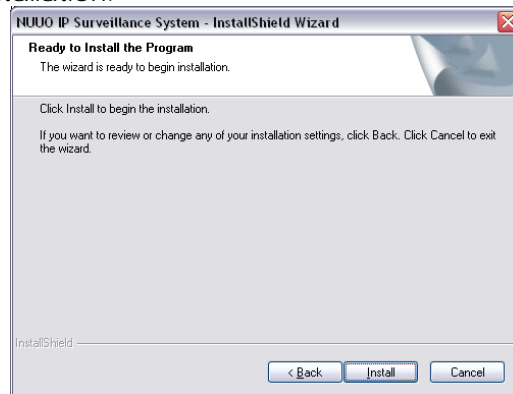 NUUO IP Surveillance System - InstallShield Wizard
Ready to Install the Program
The wizard is ready to begin installation.
Click Install to begin the installation.
If you want to review or change any of your installation settings, click Back. Click Cancel to exit
the wizard.
InstallShield
< Back Install Cancel